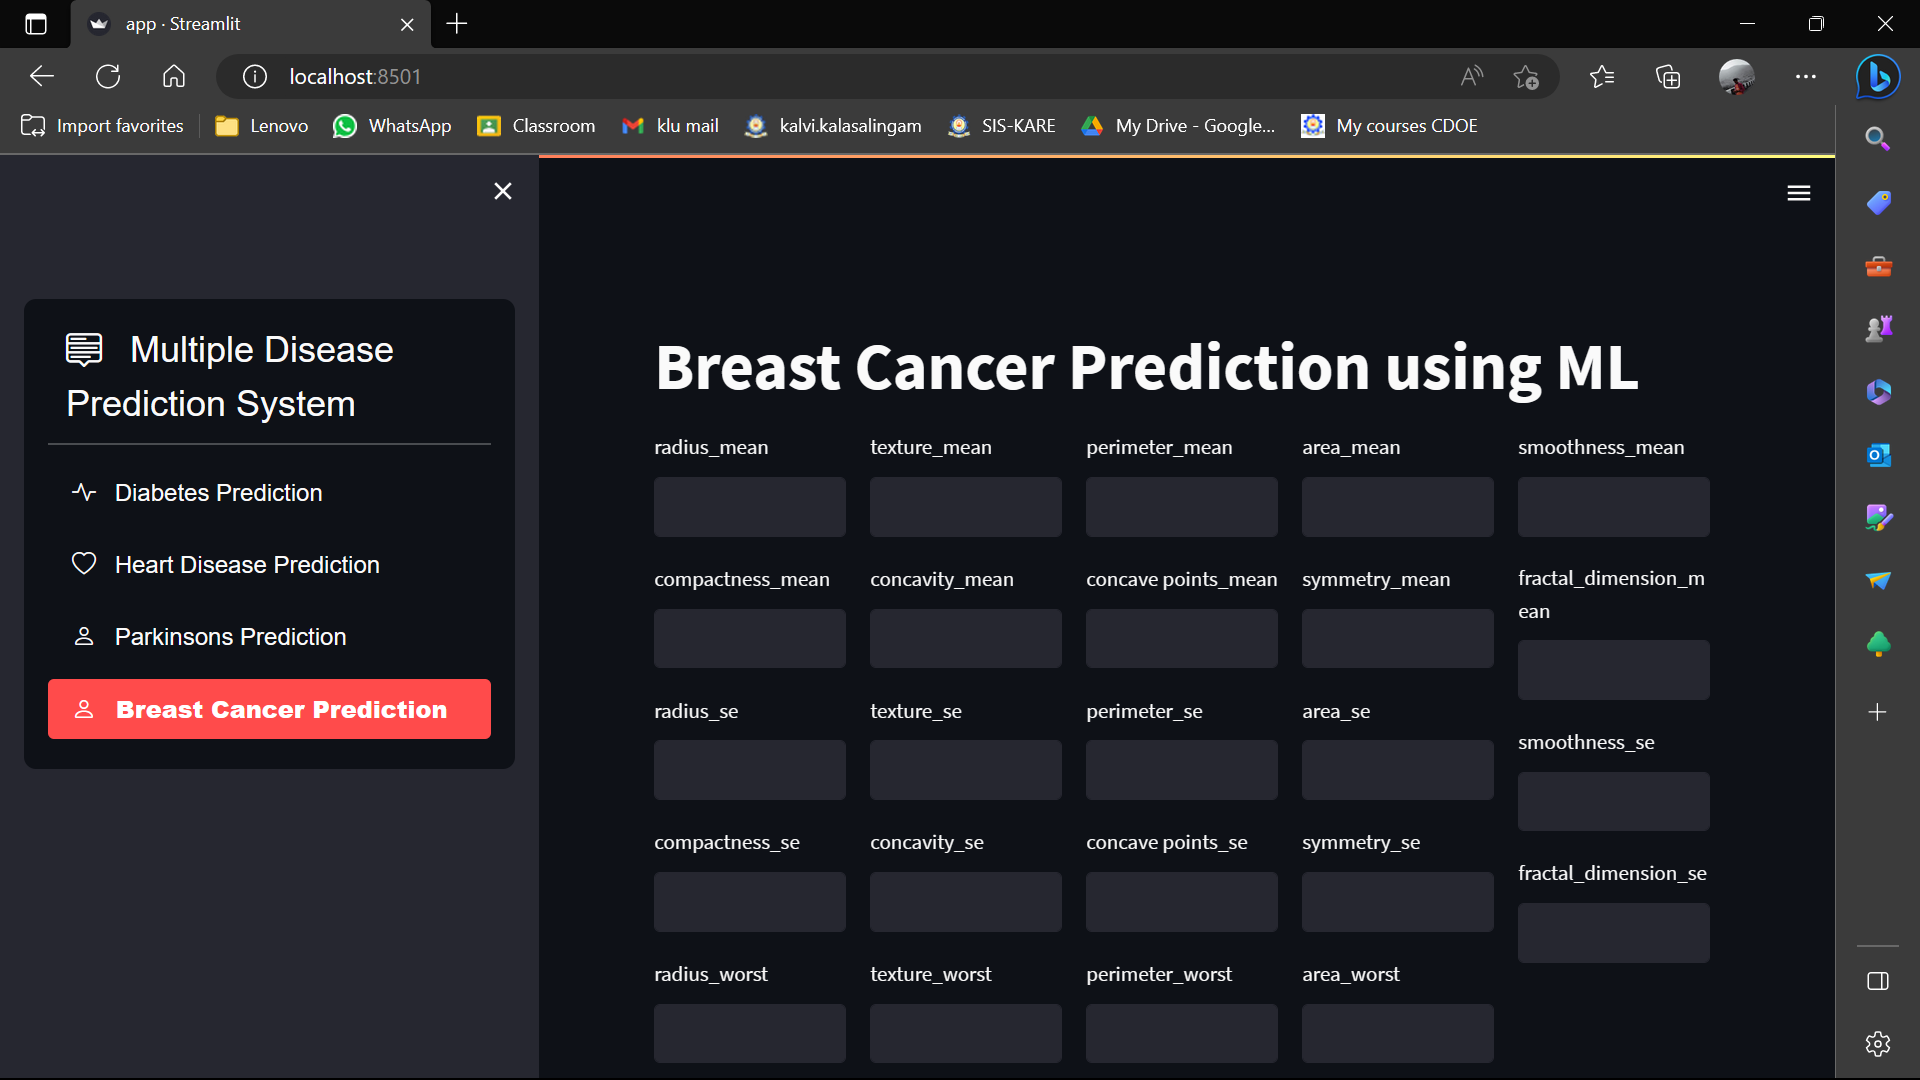 app · Streamlit
localhost:8501
Import favorites
Lenovo
WhatsApp
Classroom
klu mail
kalvi.kalasalingam
SIS-KARE
My Drive - Google...
My courses CDOE
Multiple Disease
Prediction System
Diabetes Prediction
Heart Disease Prediction
Parkinsons Prediction
Breast Cancer Prediction
Breast Cancer Prediction using ML
radius_mean
texture_mean
perimeter_mean
area_mean
smoothness_mean
compactness_mean
concavity_mean
concave points_mean
symmetry_mean
fractal_dimension_m
ean
radius_se
texture_se
perimeter_se
area_se
smoothness_se
compactness_se
concavity_se
concave points_se
symmetry_se
fractal_dimension_se
radius_worst
texture_worst
perimeter_worst
area_worst